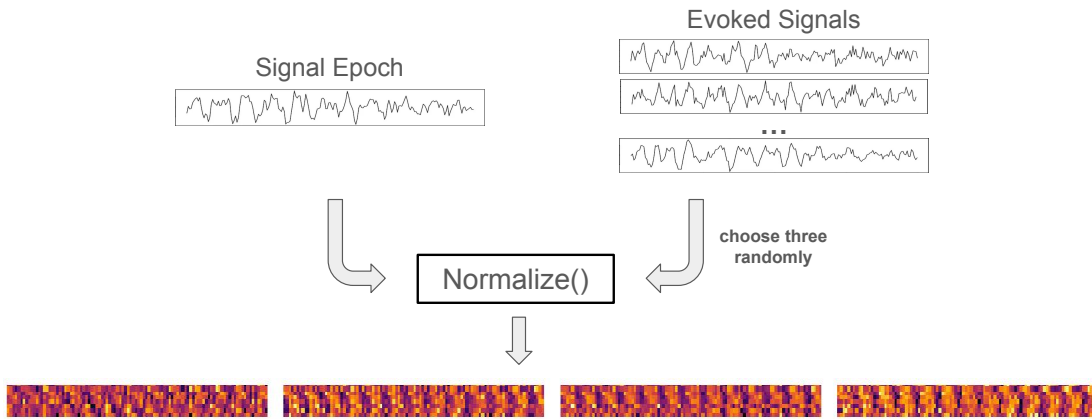 Evoked Signals
Signal Epoch
...
choose three
randomly
Normalize()